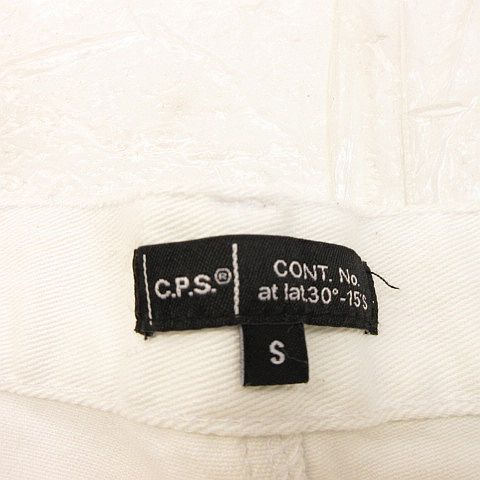 C.P.S.®
CONT. No.
at lat.30°-15'S
S